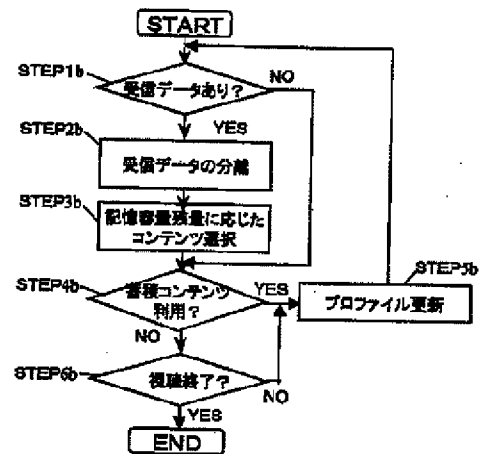 START
STEP1b
受信データあり?
NO
YES
STEP2b
受信データの分離
STEP3b
記憶容量残量に応じた
コンテンツ選択
STEP4b
蓄積コンテンツ
利用?
YES
STEP5b
プロファイル更新
NO
STEP6b
視聴終了?
NO
YES
END